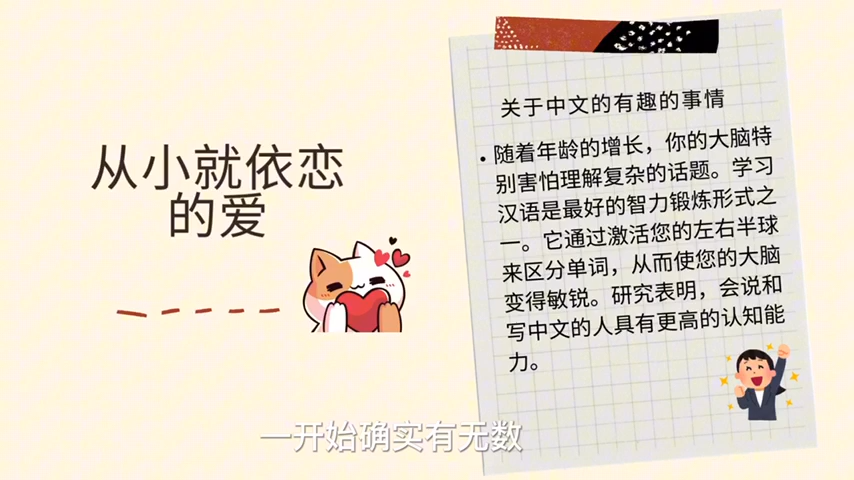 从小就依恋
的爱
关于中文的有趣的事情
• 随着年龄的增长，你的大脑特
别害怕理解复杂的话题。学习
汉语是最好的智力锻炼形式之
一。它通过激活您的左右半球
来区分单词，从而使您的大脑
变得敏锐。研究表明，会说和
写中文的人具有更高的认知能
力。
一开始确实有无数